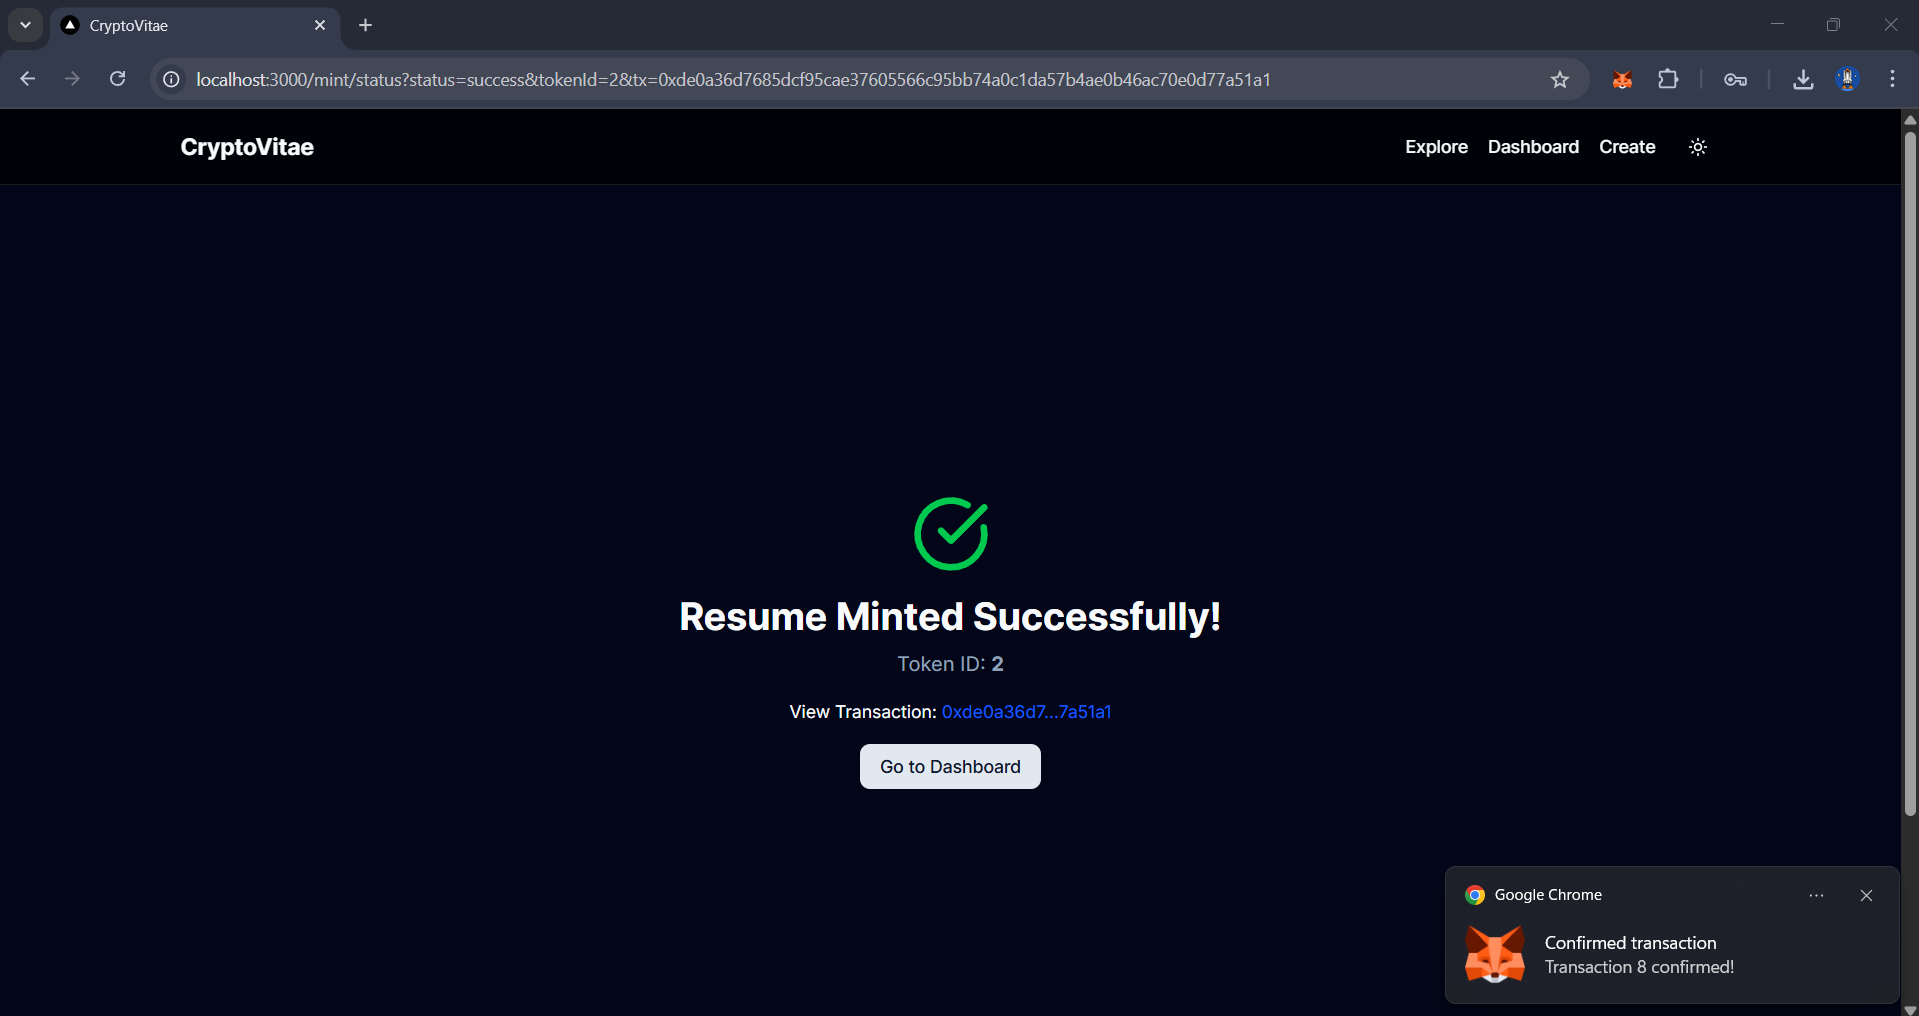 CryptoVitae
localhost:3000/mint/status?status=success&tokenId=2&tx=0xde0a36d7685dcf95cae37605566c95bb74a0c1da57b4ae0b46ac70e0d77a51a1
CryptoVitae
Explore Dashboard Create
Resume Minted Successfully!
Token ID: 2
View Transaction: 0xde0a36d7...7a51a1
Go to Dashboard
Google Chrome
Confirmed transaction
Transaction 8 confirmed!